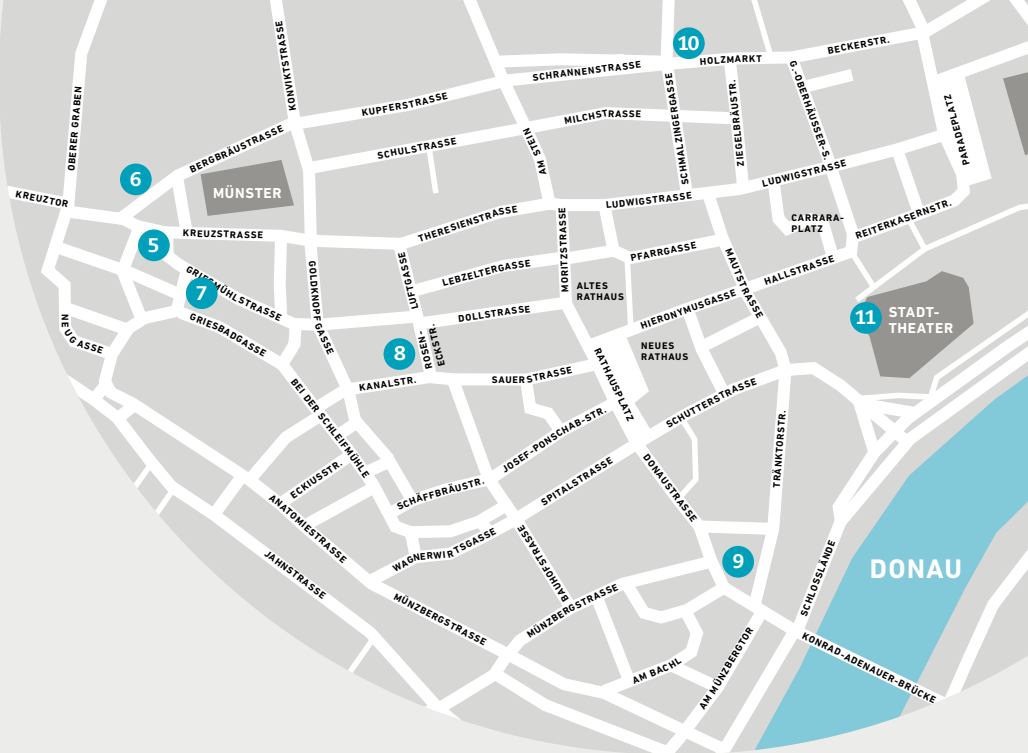 10
HOLZMARKT
BECKERSTR.
SCHRANNENSTRASSE
KONVIKTSTRASSE
KUPFERSTRASSE
MILCHSTRASSE
SCHMALZINGERGASSE
ZIEGELBRÄUSTR.
G.-OBERHÄUSSER-S.
PARADEPLATZ
OBERER GRABEN
BERGBRÄUSTRASSE
SCHULSTRASSE
AM STEIN
LUDWIGSTRASSE
6
MÜNSTER
KREUZTOR
LUDWIGSTRASSE
CARRARA-
PLATZ
REITERKASERNSTR.
THERESIENSTRASSE
KREUZSTRASSE
5
PFARRGASSE
MORITZSTRASSE
LEBZELTERGASSE
LUFTGASSE
MAUTSTRASSE
HALLSTRASSE
GRIESMÜHLSTRASSE
7
GOLDKNOPFGASSE
ALTES
RATHAUS
HIERONYMUSGASSE
11
STADT-
THEATER
DOLLSTRASSE
GRIESBADGASSE
NEUGASSE
8
ROSEN-
ECKSTR.
NEUES
RATHAUS
KANALSTR.
SAUERSTRASSE
RATHAUSPLATZ
SCHUTTERSTRASSE
BEI DER SCHLEIFMÜHLE
JOSEF-PONSCHAB-STR.
TRÄNKTORSTR.
ECKIUSSTR.
SCHÄFFBRÄUSTR.
SPITALSTRASSE
DONAUSTRASSE
ANATOMIESTRASSE
WAGNERWIRTSGASSE
BAUHOFSTRASSE
9
DONAU
SCHLOSSLÄNDE
JAHNSTRASSE
MÜNZBERGSTRASSE
MÜNZBERGSTRASSE
AM BACHL
AM MÜNZBERGTOR
KONRAD-ADENAUER-BRÜCKE